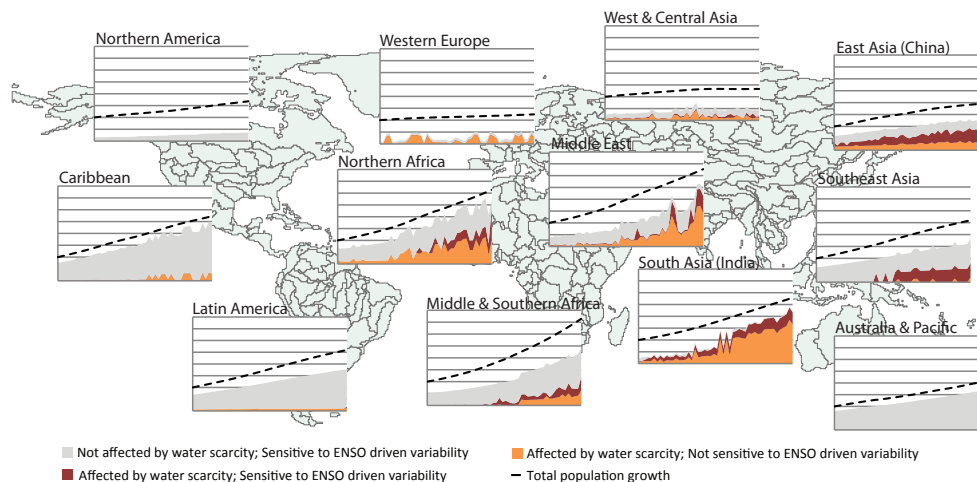 West & Central Asia
Northern America
Western Europe
East Asia (China)
Middle East
Northern Africa
Caribbean
Southeast Asia
South Asia (India)
Latin America
Middle & Southern Africa
Australia & Pacific
Not affected by water scarcity; Sensitive to ENSO driven variability
Affected by water scarcity; Not sensitive to ENSO driven variability
Affected by water scarcity; Sensitive to ENSO driven variability
Total population growth